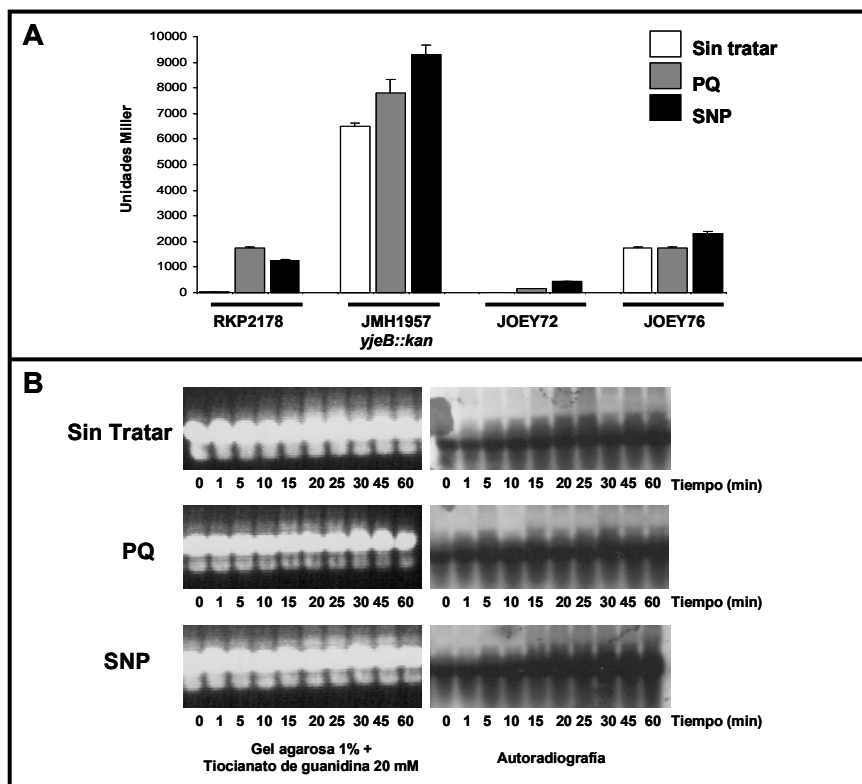 A
10000
9000
8000
7000
6000
5000
4000
3000
2000
1000
0
Unidades Miller
Sin tratar
PQ
SNP
RKP2178
JMH1957
yjeB::kan
JOEY72
JOEY76
B
Sin Tratar
0 1 5 10 15 20 25 30 45 60
0 1 5 10 15 20 25 30 45 60 Tiempo (min)
PQ
0 1 5 10 15 20 25 30 45 60
0 1 5 10 15 20 25 30 45 60 Tiempo (min)
SNP
0 1 5 10 15 20 25 30 45 60
0 1 5 10 15 20 25 30 45 60 Tiempo (min)
Gel agarosa 1% +
Tiocianato de guanidina 20 mM
Autoradiografía